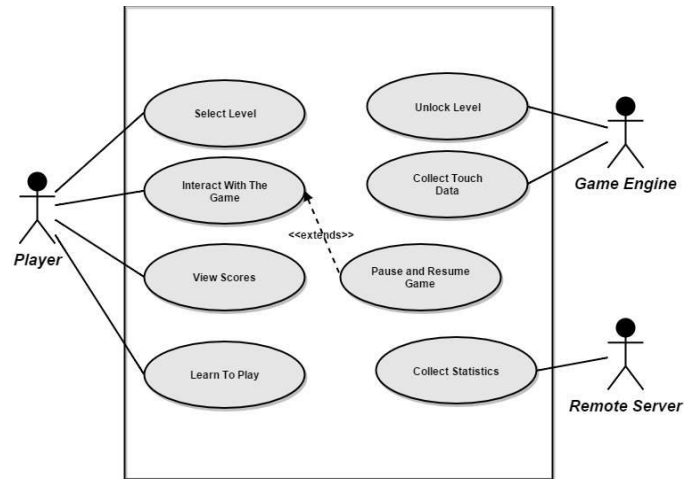 Select Level
Unlock Level
Interact With The
Game
Collect Touch
Data
Game Engine
<<extends>>
Player
View Scores
Pause and Resume
Game
Learn To Play
Collect Statistics
Remote Server